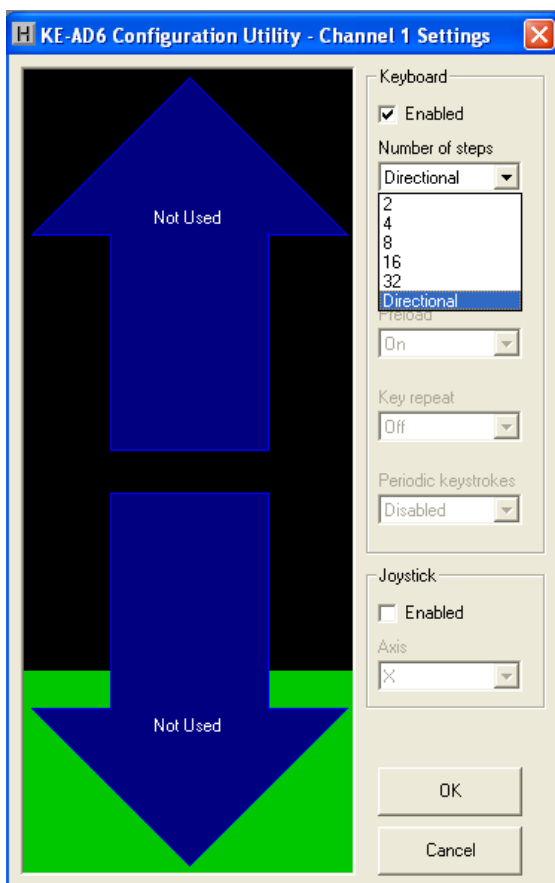 H KE-AD6 Configuration Utility - Channel 1 Settings
Not Used
Not Used
Keyboard
Enabled
Number of steps
Directional
2
4
8
16
32
Directional
Preload
On
Key repeat
Off
Periodic keystrokes
Disabled
Joystick
Enabled
Axis
X
OK
Cancel